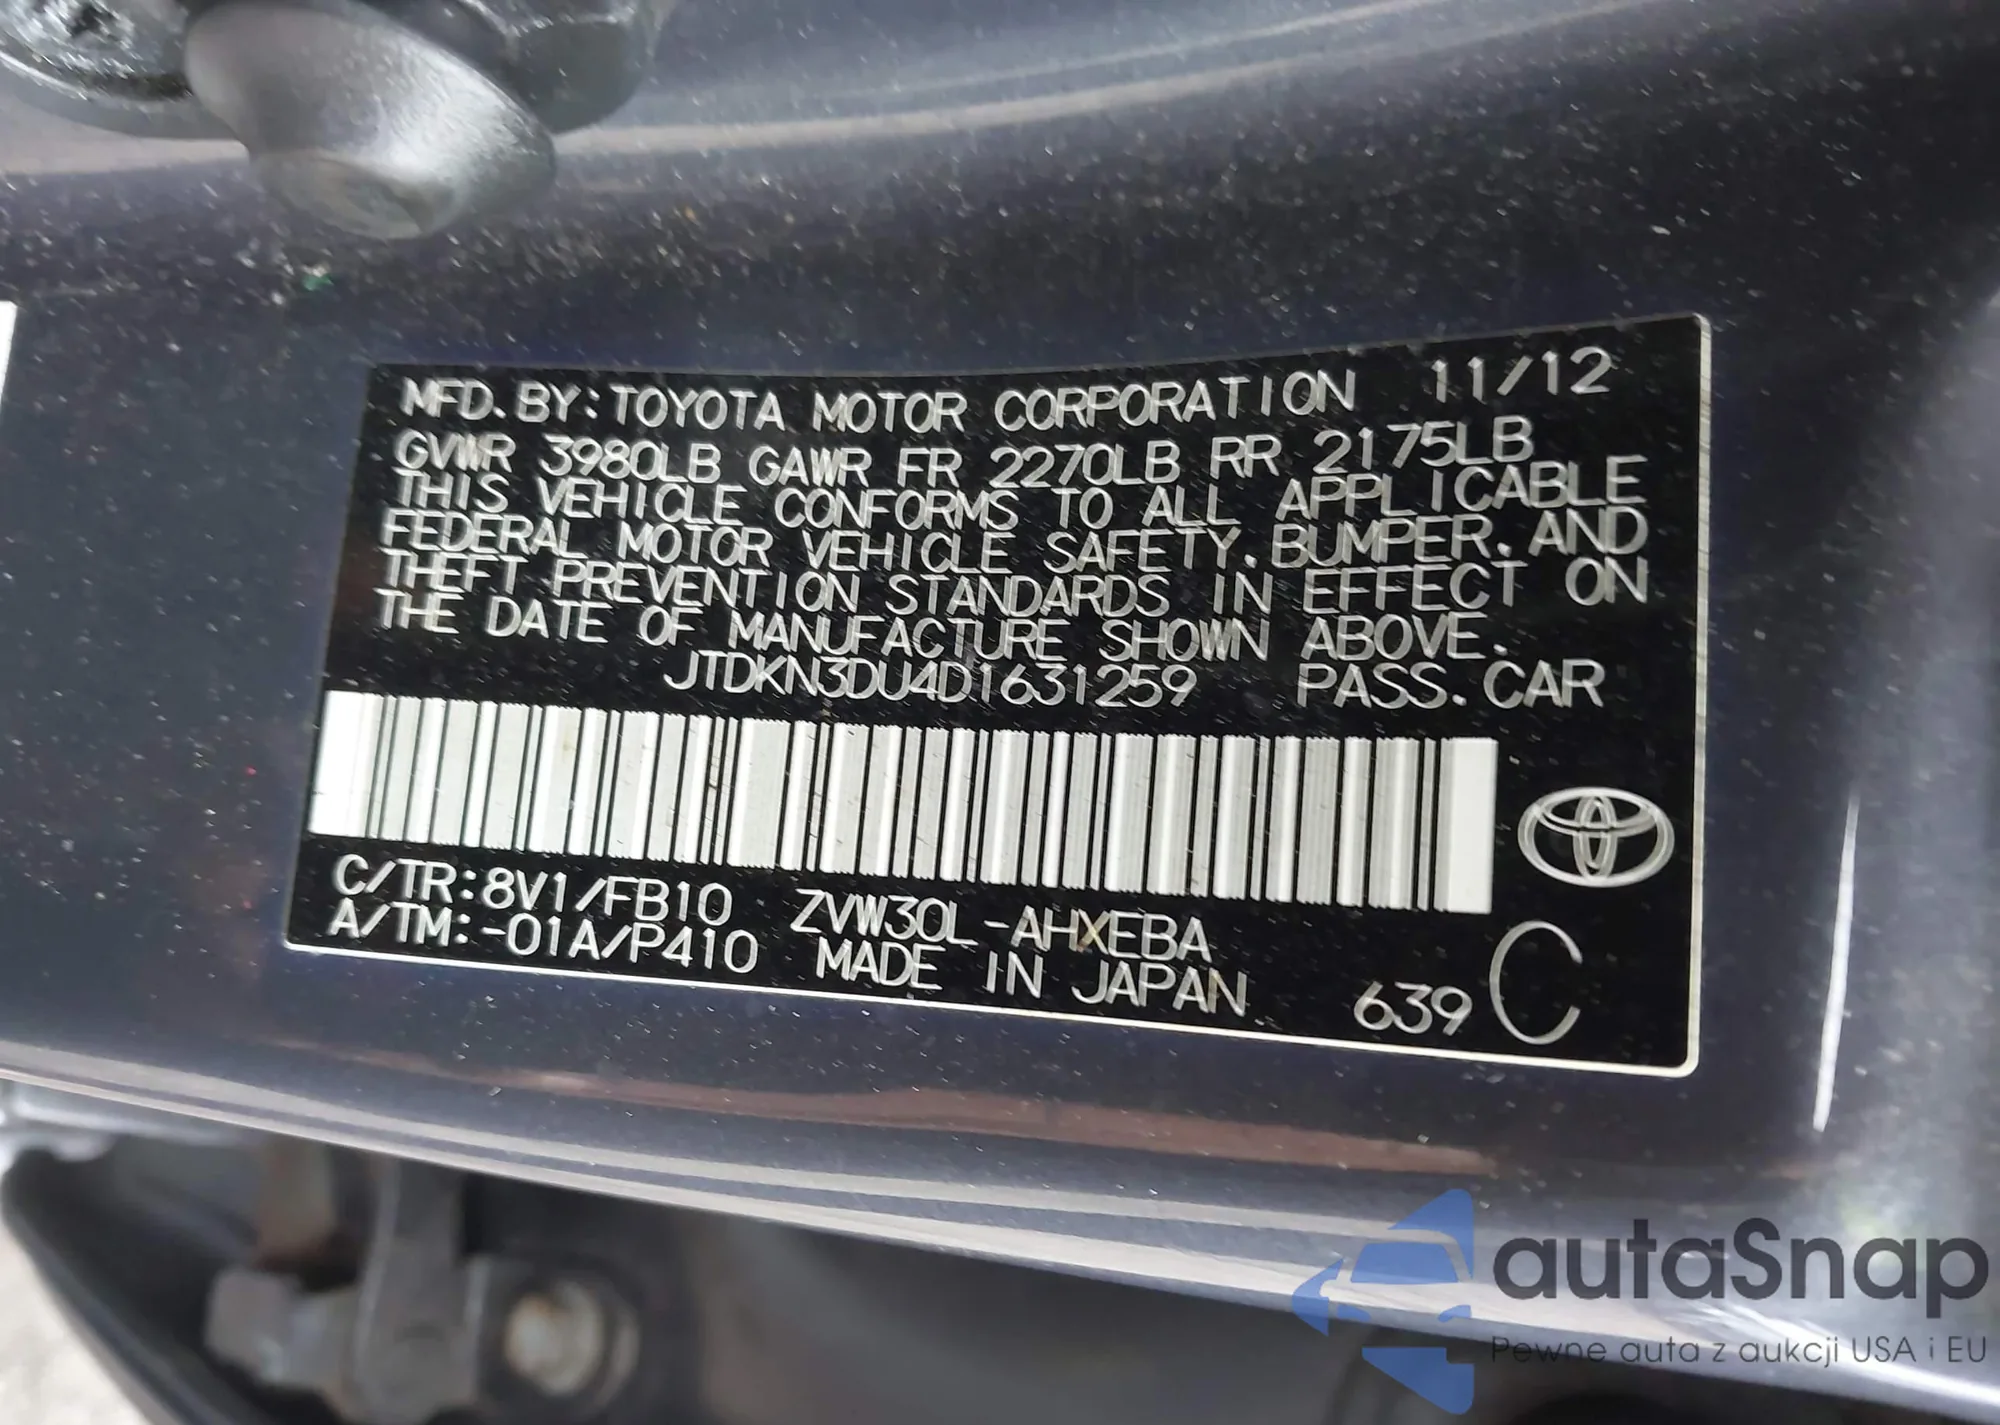 MFD.BY:TOYOTA MOTOR CORPORATION 11/12
GVWR 3980LB GAWR FR 2270LB RR 2175LB
THIS VEHICLE CONFORMS TO ALL APPLICABLE
FEDERAL MOTOR VEHICLE SAFETY.BUMPER.AND
THEFT PREVENTION STANDARDS IN EFFECT ON
THE DATE OF MANUFACTURE SHOWN ABOVE.
JTDKN3DU4D1631259 PASS.CAR
C/TR:8V1/FB10 ZVW30L-AHXEBA
A/TM:-01A/P410 MADE IN JAPAN 639 C
autaSnap
Pewne auta z aukcji USA i EU